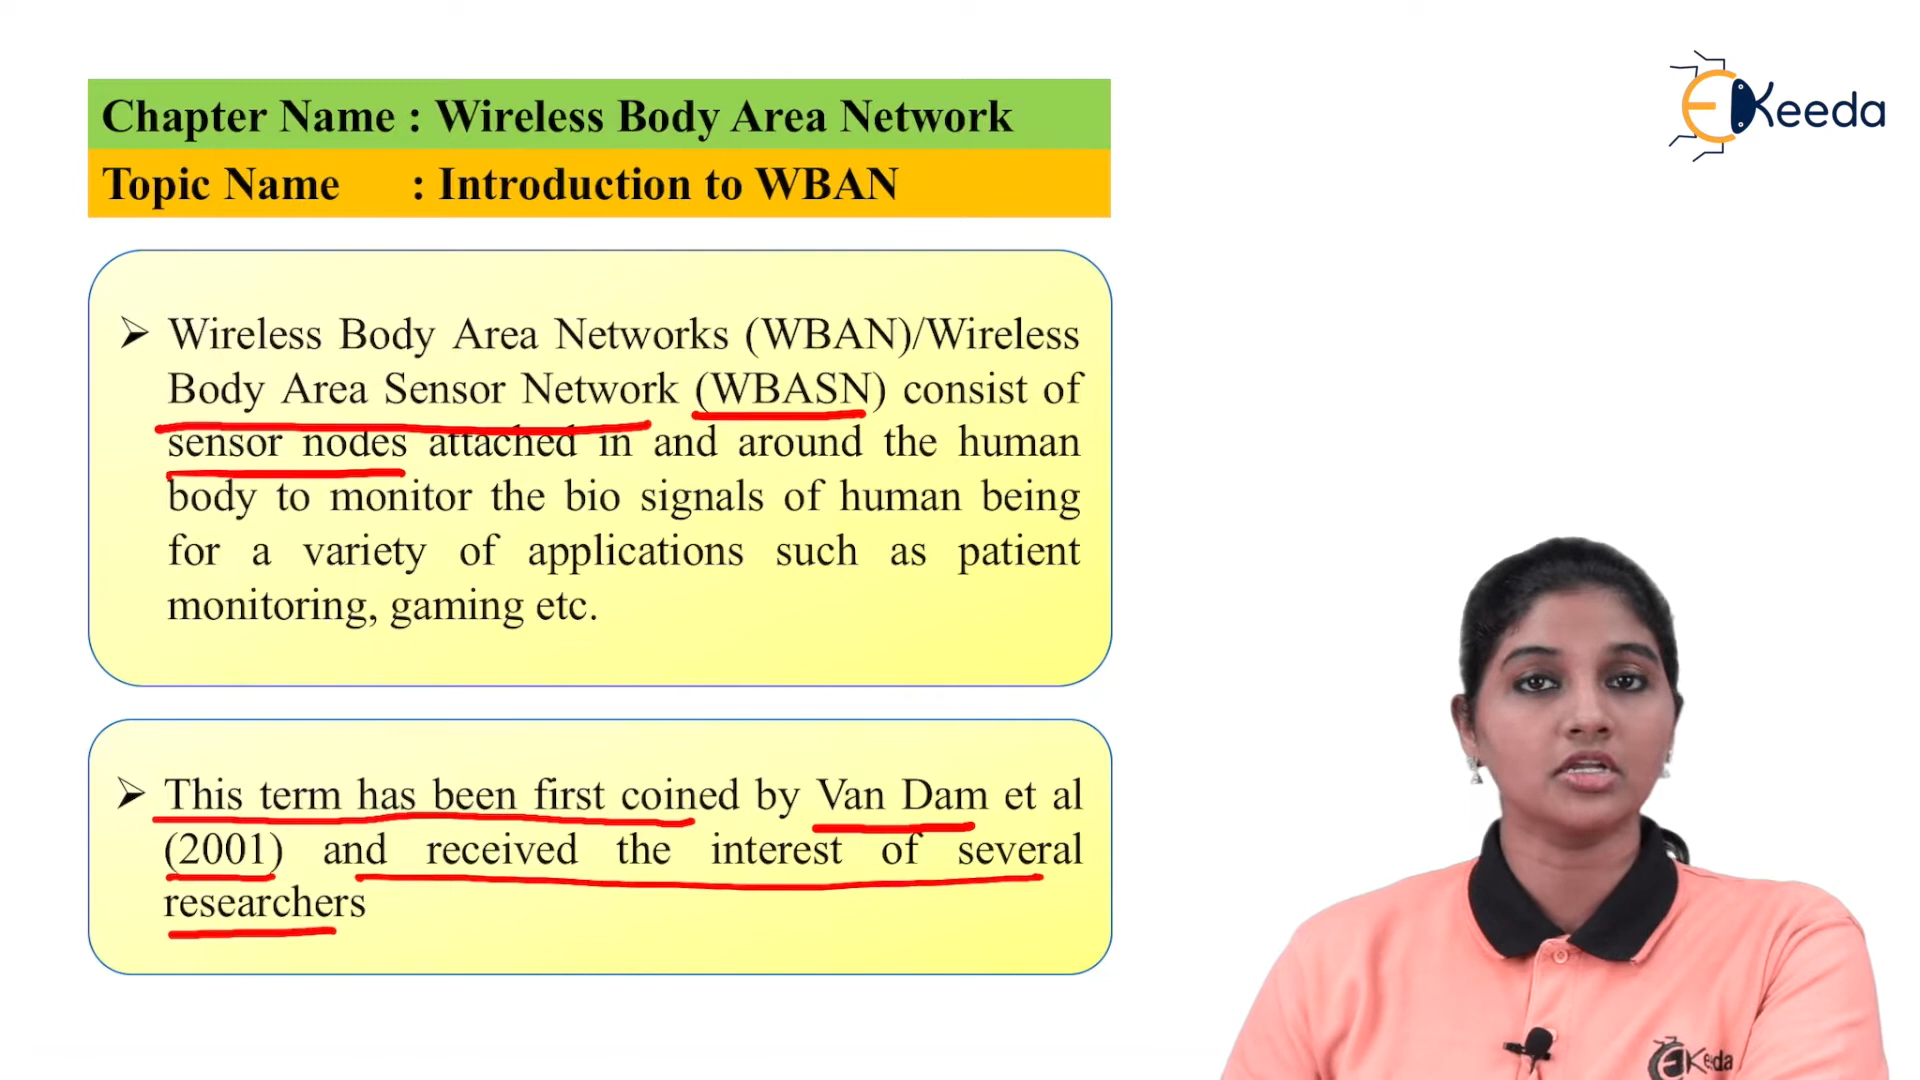 Keeda
Chapter Name : Wireless Body Area Network
Topic Name : Introduction to WBAN
➢ Wireless Body Area Networks (WBAN)/Wireless
Body Area Sensor Network (WBASN) consist of
sensor nodes attached in and around the human
body to monitor the bio signals of human being
for a variety of applications such as patient
monitoring, gaming etc.
➢ This term has been first coined by Van Dam et al
(2001) and received the interest of several
researchers
Keeda